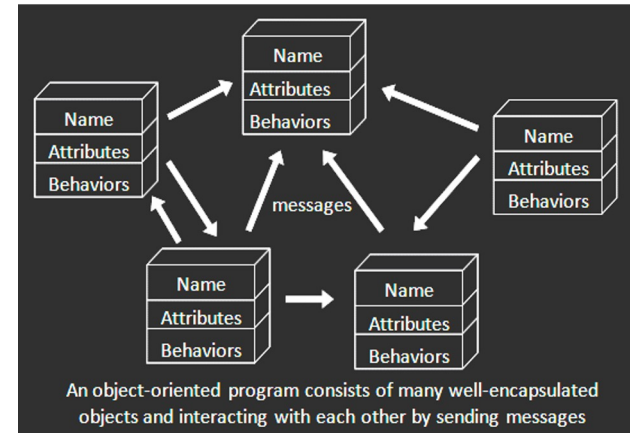 Name
Attributes
Behaviors
Name
Attributes
Behaviors
Name
Attributes
Behaviors
messages
Name
Attributes
Behaviors
Name
Attributes
Behaviors
An object-oriented program consists of many well-encapsulated
objects and interacting with each other by sending messages